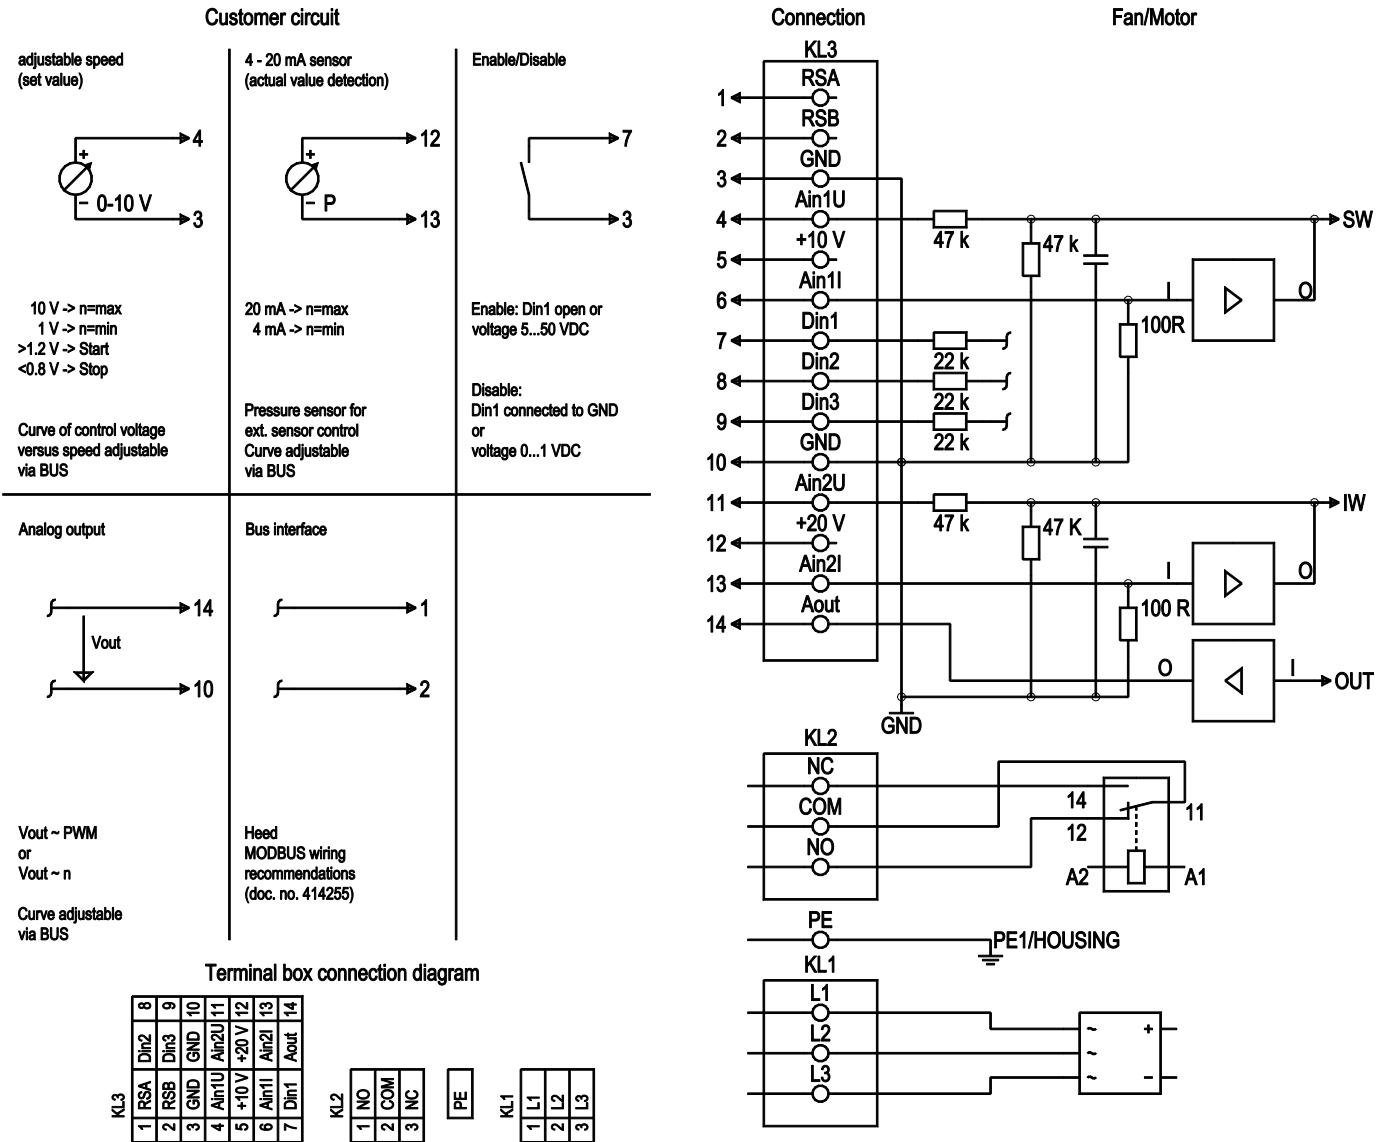 Customer circuit
adjustable speed
(set value)
4
+
- 0-10 V
3
10 V -> n=max
1 V -> n=min
>1.2 V -> Start
<0.8 V -> Stop
Curve of control voltage
versus speed adjustable
via BUS
4 - 20 mA sensor
(actual value detection)
12
+
- P
13
20 mA -> n=max
4 mA -> n=min
Pressure sensor for
ext. sensor control
Curve adjustable
via BUS
Enable/Disable
7
3
Enable: Din1 open or
voltage 5...50 VDC
Disable:
Din1 connected to GND
or
voltage 0...1 VDC
Analog output
14
Vout
10
Vout ~ PWM
or
Vout ~ n
Curve adjustable
via BUS
Bus interface
1
2
Heed
MODBUS wiring
recommendations
(doc. no. 414255)
Connection
Fan/Motor
KL3
RSA
1
RSB
2
GND
3
Ain1U
4
47 k
47 k
SW
+10 V
5
Ain1I
6
I
O
100R
Din1
7
22 k
Din2
8
22 k
Din3
9
22 k
GND
10
Ain2U
11
47 k
47 K
IW
+20 V
12
Ain2I
13
I
O
100 R
Aout
14
O
I
OUT
GND
KL2
NC
COM
NO
14
12
11
A2
A1
PE
PE1/HOUSING
KL1
L1
L2
L3
~
~
~
+
-
Terminal box connection diagram
KL3
8 9 10 11 12 13 14
Din2 Din3 GND Ain2U +20 V Ain2I Aout
RSA RSB GND Ain1U +10 V Ain1I Din1
1 2 3 4 5 6 7
KL2
NO COM NC
1 2 3
PE
KL1
L1 L2 L3
1 2 3